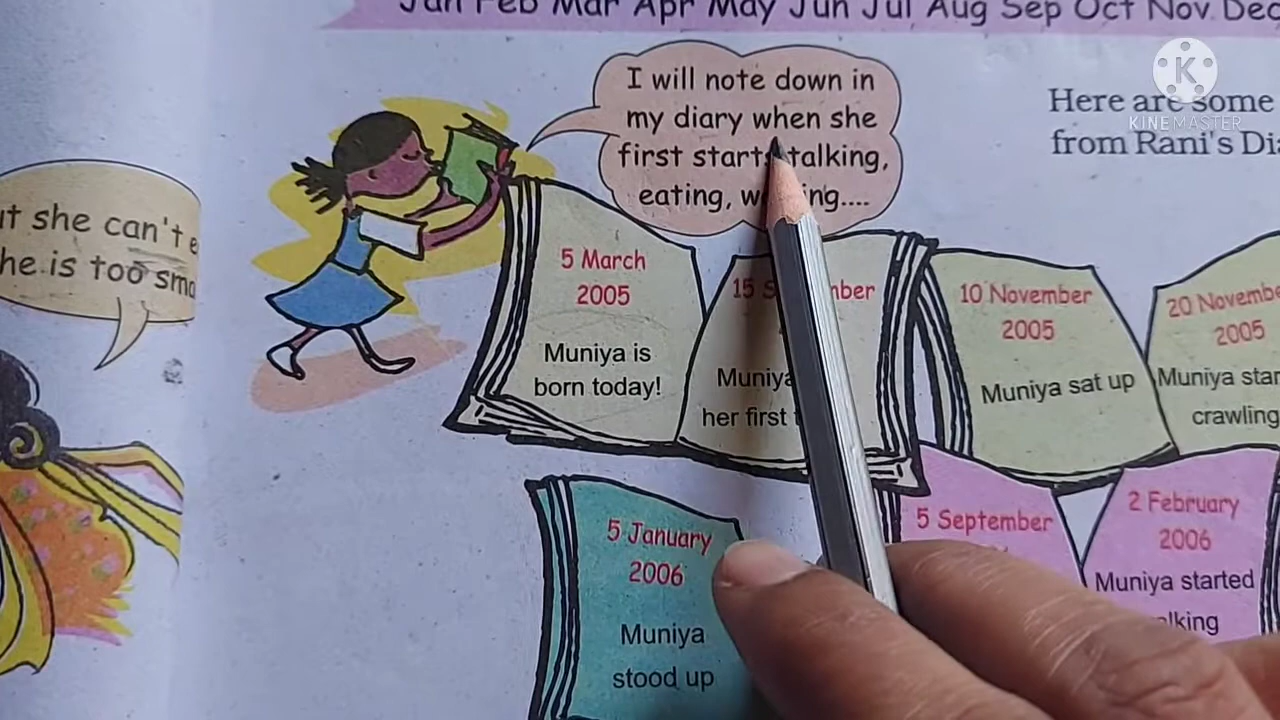 Jan Feb Mar Apr May Jun Jul Aug Sep Oct Nov Dec
I will note down in
my diary when she
first starts talking,
eating,
Here are some
from Rani's
KINEMASTER
can't
she can't
he is too
5 March
2005
Muniya is
born today!
15
Muniya
her first
10 November
2005
Muniya sat up
20
2005
Muniya
crawling
5 January
2006
Muniya
stood up
5 September
2 February
2006
Muniya started